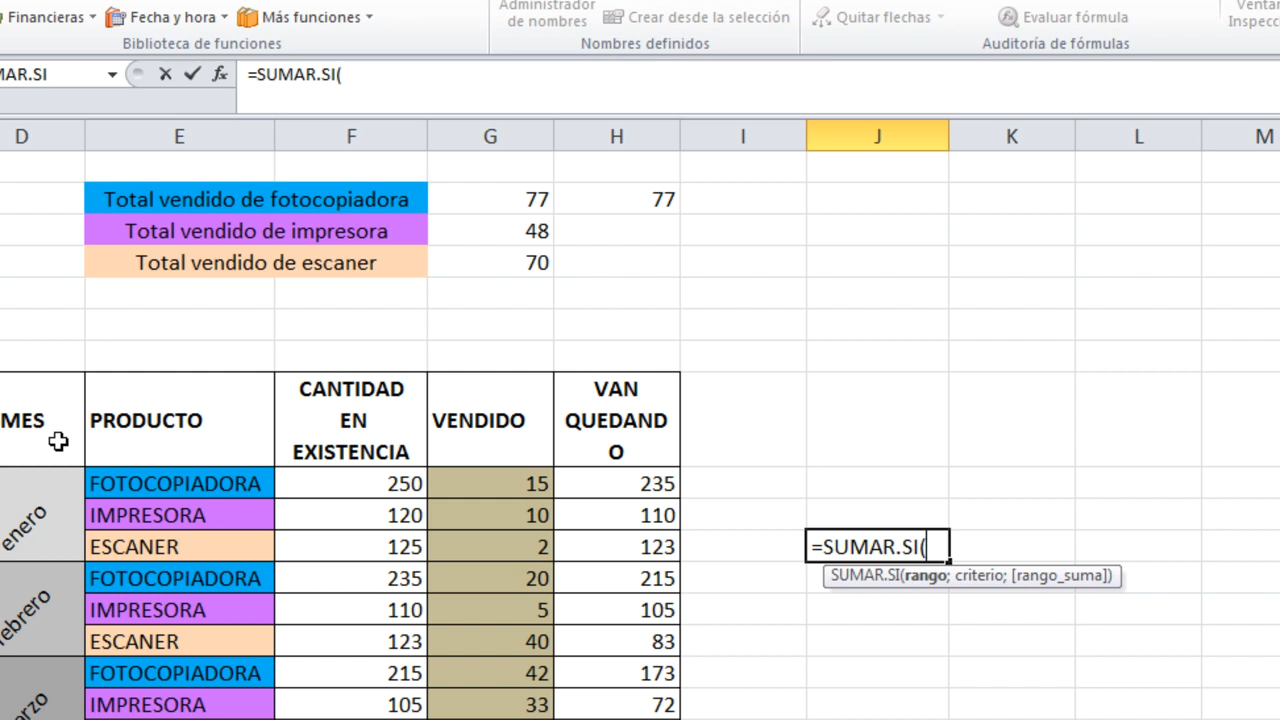 Financieras Fecha y hora Más funciones
Biblioteca de funciones
Administrador
de nombres
Crear desde la selección
Nombres definidos
Quitar flechas Evaluar fórmula
Auditoría de fórmulas
MAR.SI fx =SUMAR.SI(
D E F G H I J K L M
Total vendido de fotocopiadora 77 77
Total vendido de impresora 48
Total vendido de escaner 70
MES PRODUCTO CANTIDAD EN EXISTENCIA VENDIDO VAN QUEDANDO
enero
FOTOCOPIADORA 250 15 235
IMPRESORA 120 10 110
ESCANER 125 2 123
=SUMAR.SI(
SUMAR.SI(rango; criterio; [rango_suma])
ebrero
FOTOCOPIADORA 235 20 215
IMPRESORA 110 5 105
ESCANER 123 40 83
rzo
FOTOCOPIADORA 215 42 173
IMPRESORA 105 33 72